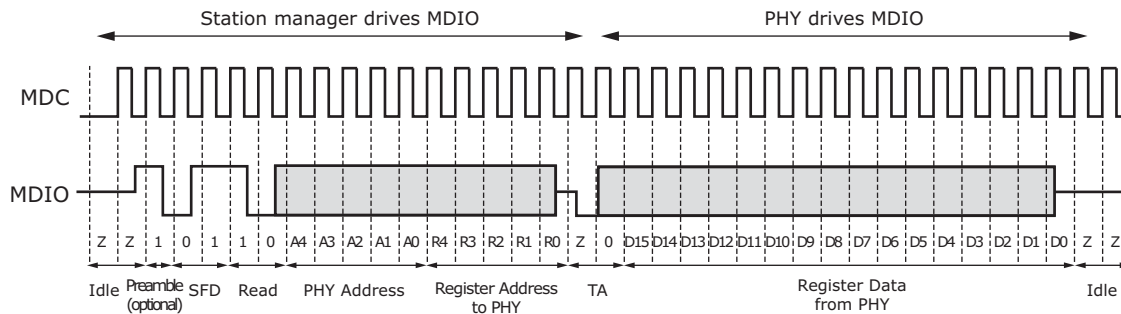 Station manager drives MDIO PHY drives MDIO
MDC
MDIO
Z Z 1 0 1 1 0 A4 A3 A2 A1 A0 R4 R3 R2 R1 R0 Z 0 D15 D14 D13 D12 D11 D10 D9 D8 D7 D6 D5 D4 D3 D2 D1 D0 Z Z
Idle Preamble (optional) SFD Read PHY Address Register Address to PHY TA Register Data from PHY Idle